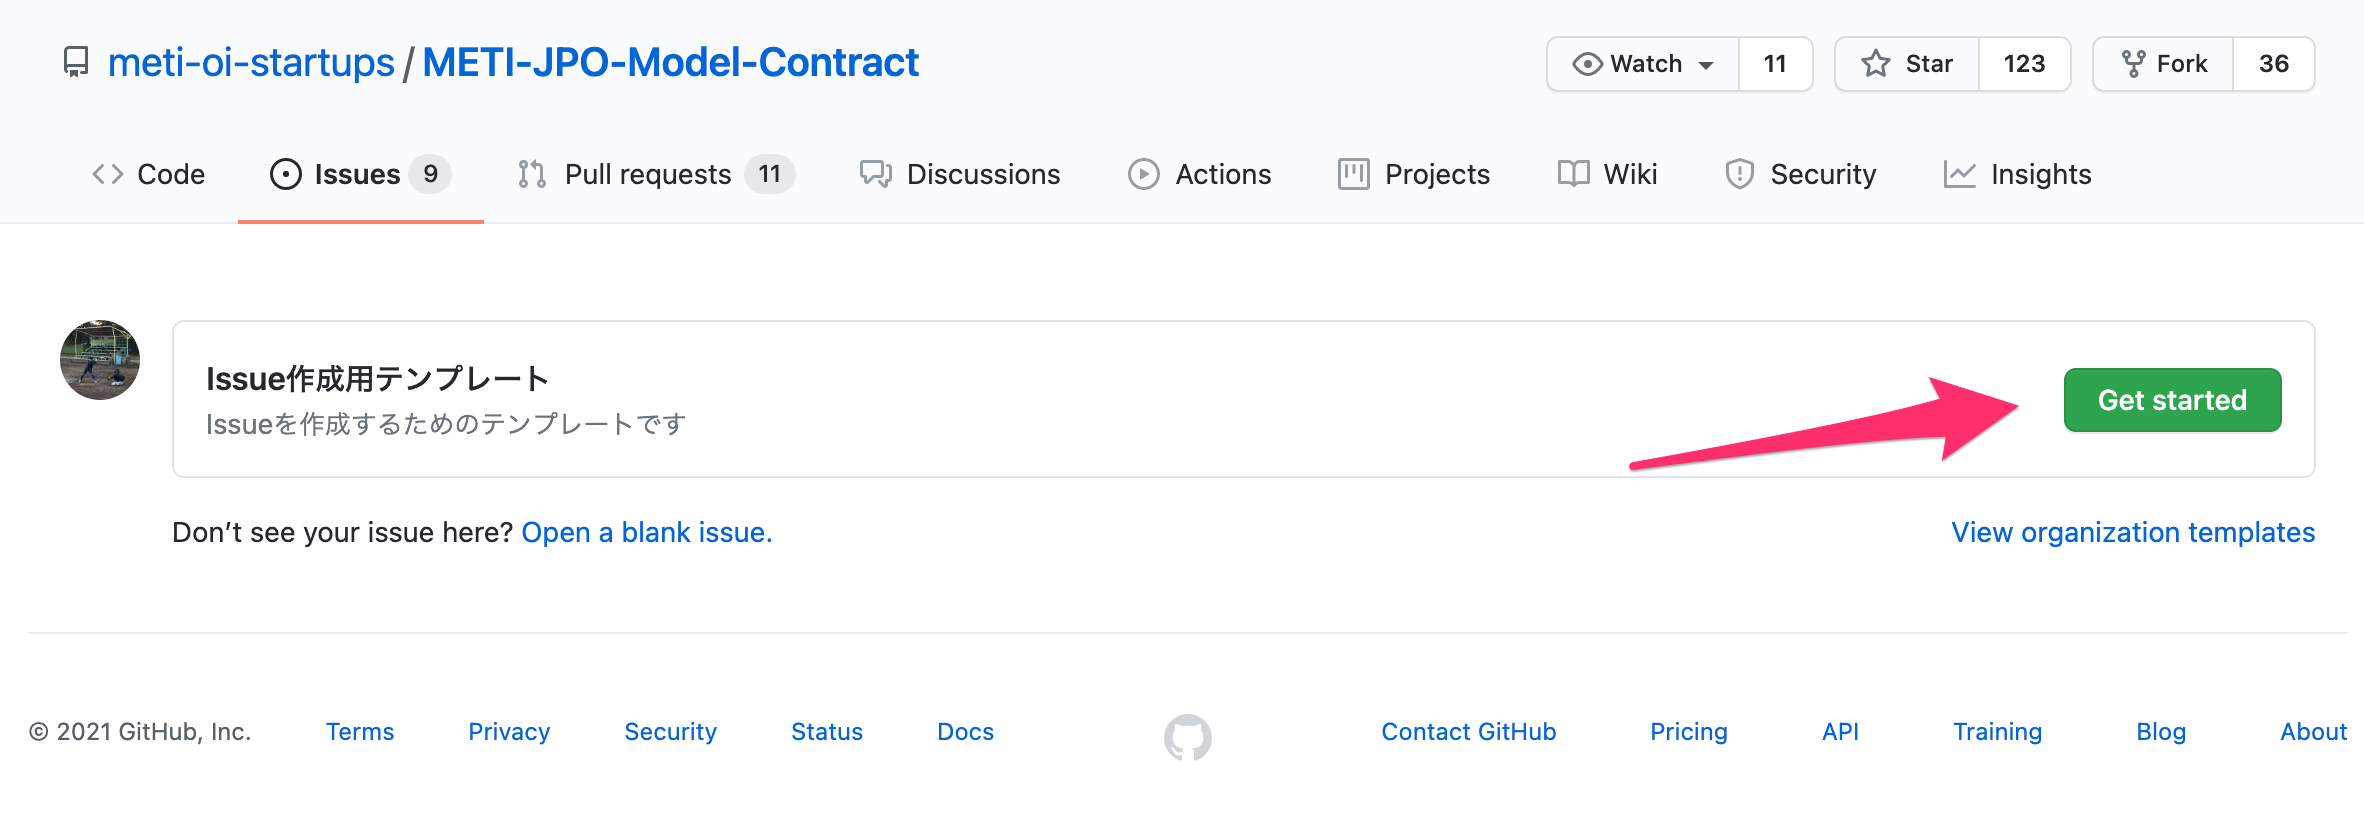 meti-oi-startups / METI-JPO-Model-Contract
Watch 11 Star 123 Fork 36
Code Issues 9 Pull requests 11 Discussions Actions Projects Wiki Security Insights
Issue作成用テンプレート
Issueを作成するためのテンプレートです
Get started
Don’t see your issue here? Open a blank issue.
View organization templates
© 2021 GitHub, Inc. Terms Privacy Security Status Docs Contact GitHub Pricing API Training Blog About